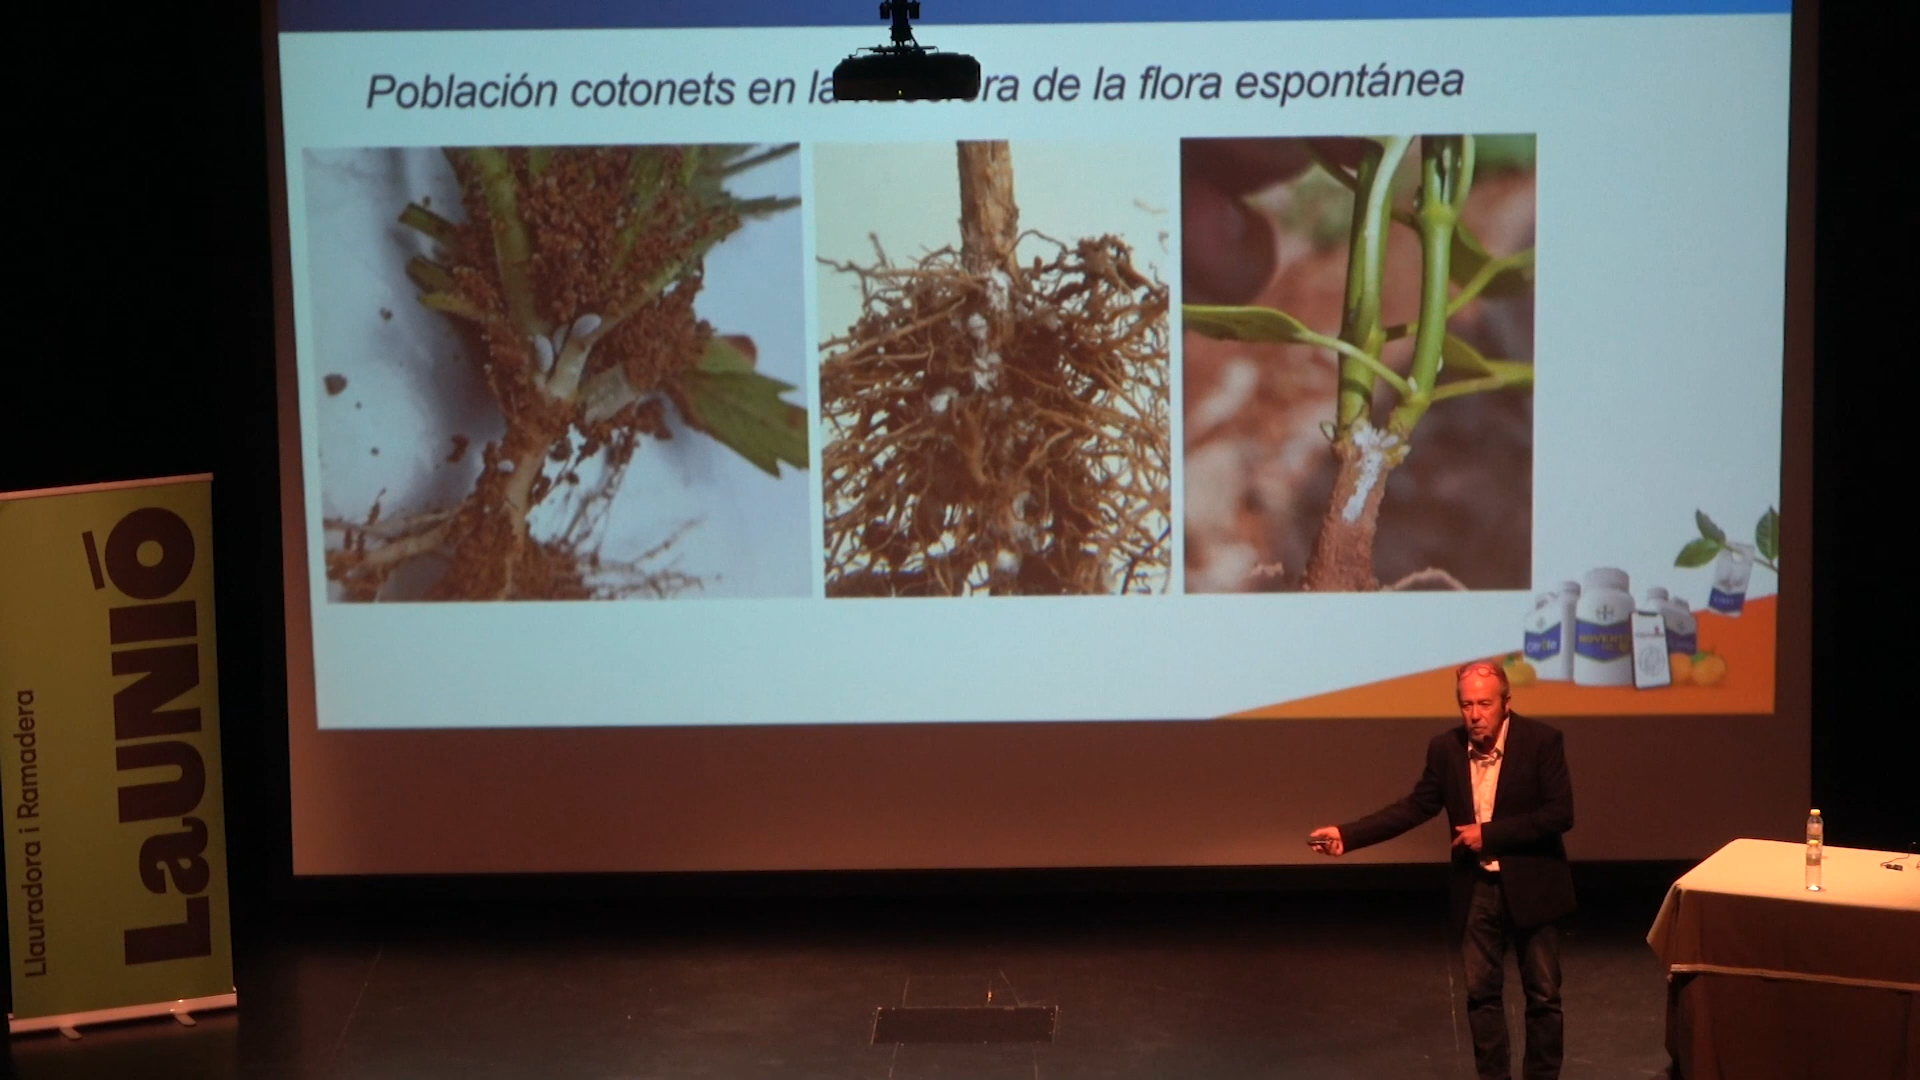 Población cotonets en la ra de la flora espontánea
LaUNIÓ
Llauradora i Ramadera